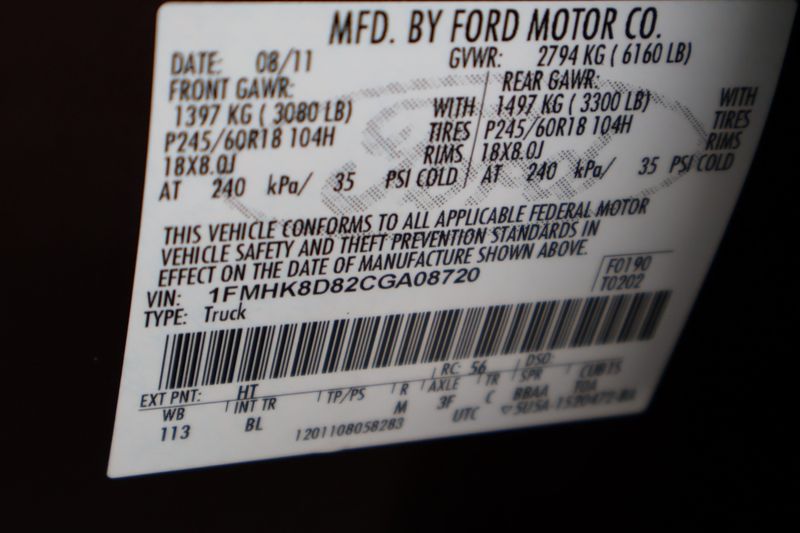 MFD. BY FORD MOTOR CO.
DATE: 08/11 GVWR: 2794 KG ( 6160 LB)
FRONT GAWR: REAR GAWR:
1397 KG ( 3080 LB) WITH 1497 KG ( 3300 LB) WITH
P245/60R18 104H TIRES P245/60R18 104H TIRES
18X8.0J RIMS 18X8.0J RIMS
AT 240 kPa/ 35 PSI COLD AT 240 kPa/ 35 PSI COLD
THIS VEHICLE CONFORMS TO ALL APPLICABLE FEDERAL MOTOR
VEHICLE SAFETY AND THEFT PREVENTION STANDARDS IN
EFFECT ON THE DATE OF MANUFACTURE SHOWN ABOVE.
VIN: 1FMHK8D82CGA08720 F0190
TYPE: Truck T0202
EXT PNT: HT RC: 56 DSO:
WB INT TR TP/PS R AXLE TR SPR
113 BL M 3F C BBAA
1201108058283 UTC